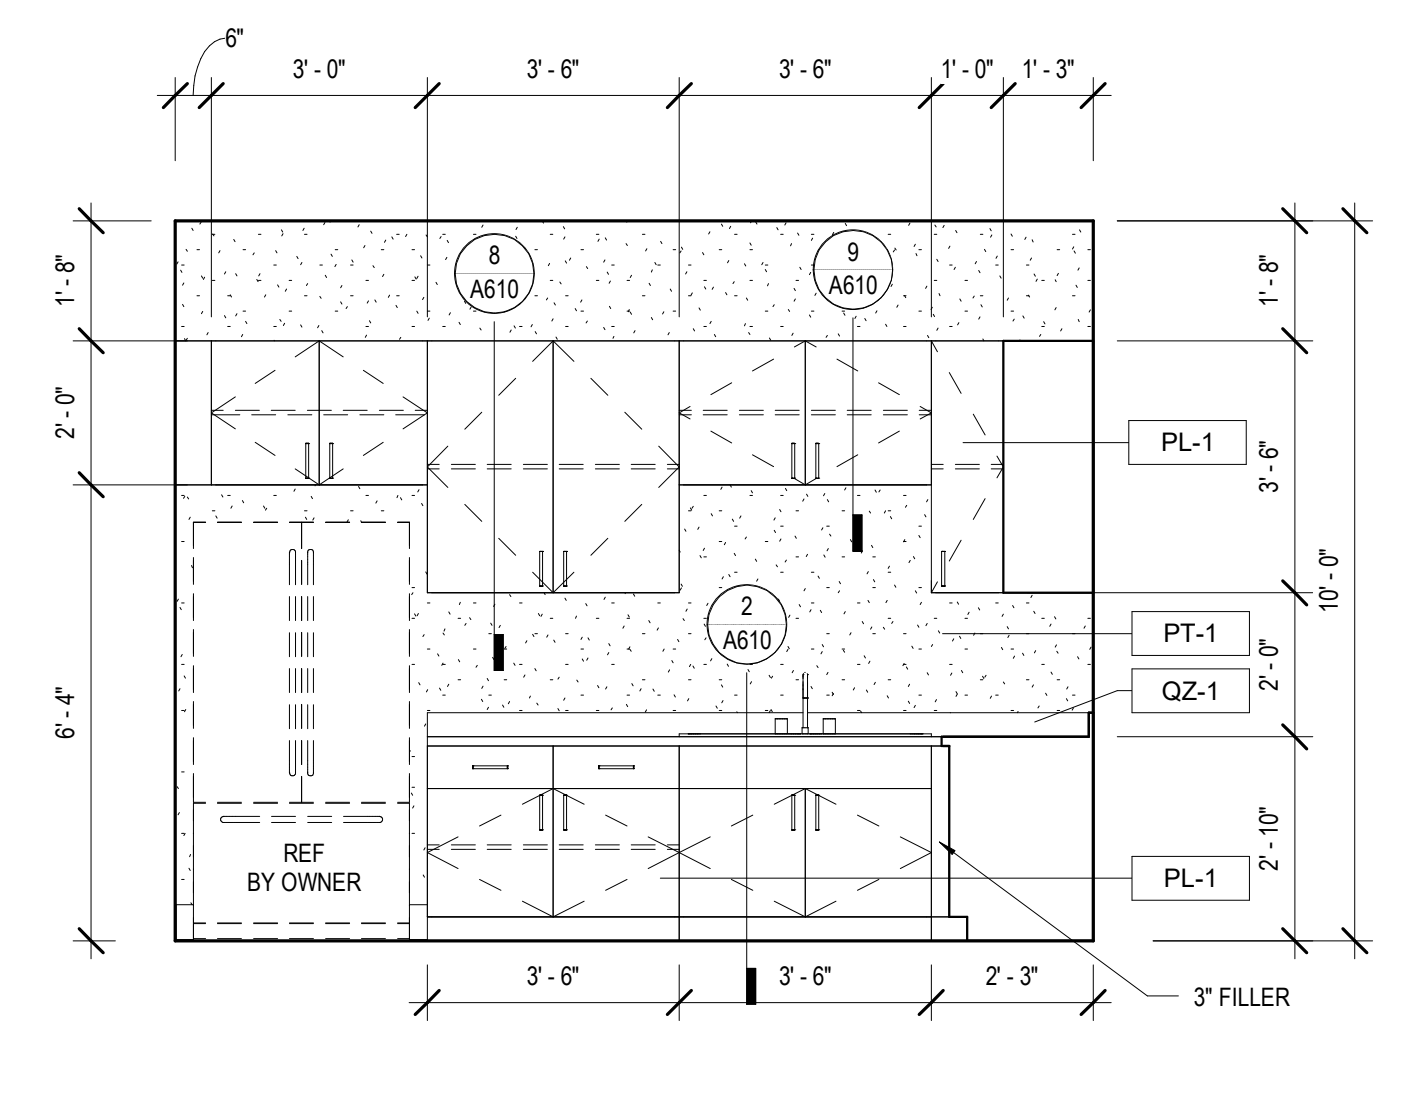 6"
3' - 0"
3' - 6"
3' - 6"
1' - 0"
1' - 3"
8
A610
9
A610
1' - 8"
1' - 8"
2' - 0"
PL-1
3' - 6"
10' - 0"
2
A610
PT-1
2' - 0"
QZ-1
6' - 4"
REF
BY OWNER
2' - 10"
PL-1
3' - 6"
3' - 6"
2' - 3"
3" FILLER